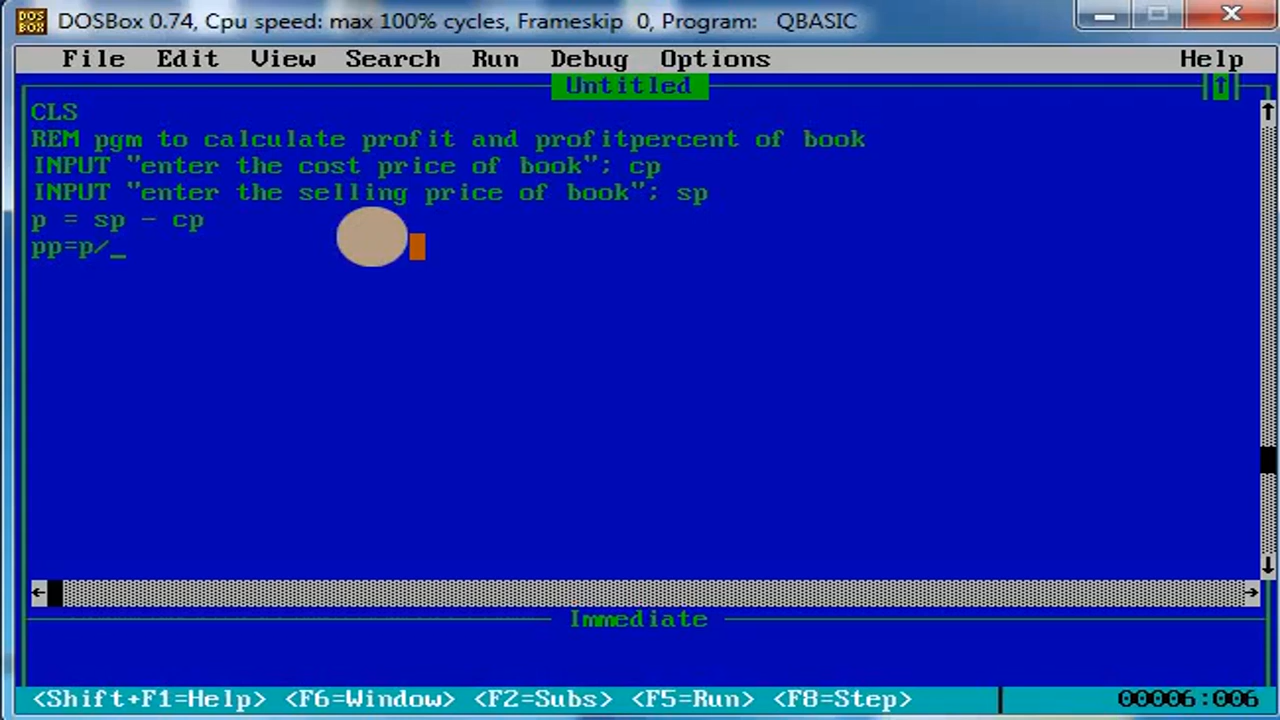 DOSBox 0.74, Cpu speed: max 100% cycles, Frameskip 0, Program: QBASIC
File Edit View Search Run Debug Options Help
Untitled
CLS
REM pgm to calculate profit and profitpercent of book
INPUT "enter the cost price of book"; cp
INPUT "enter the selling price of book"; sp
p = sp - cp
pp=p/_
Immediate
<Shift+F1=Help> <F6=Window> <F2=Subs> <F5=Run> <F8=Step> 00006:006